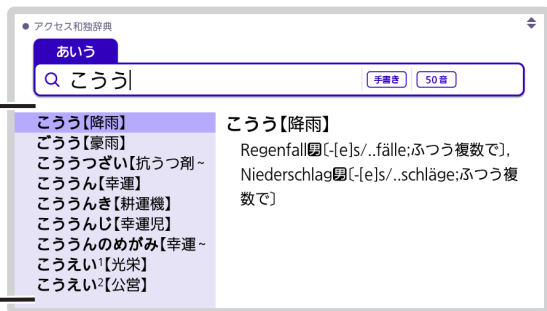 アクセス和独辞典
あいう
こうう
手書き 50音
こうう【降雨】
ごうう【豪雨】
こううつざい【抗うつ剤~
こううん【幸運】
こううんき【耕運機】
こううんじ【幸運児】
こううんのめがみ【幸運~
こうえい¹【光栄】
こうえい²【公営】
こうう【降雨】
Regenfall男〔-[e]s/..fälle;ふつう複数で〕,
Niederschlag男〔-[e]s/..schläge;ふつう複
数で〕